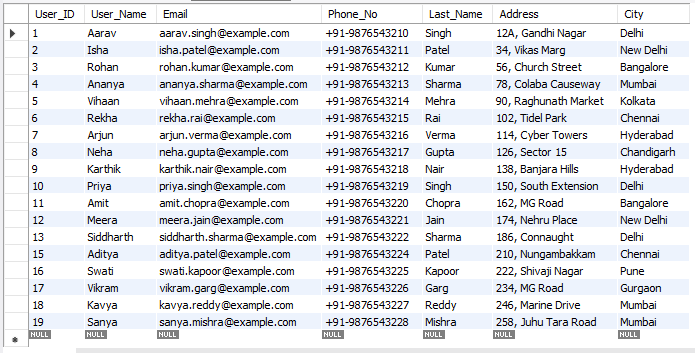 User_ID User_Name Email Phone_No Last_Name Address City
1 Aarav aarav.singh@example.com +91-9876543210 Singh 12A, Gandhi Nagar Delhi
2 Isha isha.patel@example.com +91-9876543211 Patel 34, Vikas Marg New Delhi
3 Rohan rohan.kumar@example.com +91-9876543212 Kumar 56, Church Street Bangalore
4 Ananya ananya.sharma@example.com +91-9876543213 Sharma 78, Colaba Causeway Mumbai
5 Vihaan vihaan.mehra@example.com +91-9876543214 Mehra 90, Raghunath Market Kolkata
6 Rekha rekha.rai@example.com +91-9876543215 Rai 102, Tidel Park Chennai
7 Arjun arjun.verma@example.com +91-9876543216 Verma 114, Cyber Towers Hyderabad
8 Neha neha.gupta@example.com +91-9876543217 Gupta 126, Sector 15 Chandigarh
9 Karthik karthik.nair@example.com +91-9876543218 Nair 138, Banjara Hills Hyderabad
10 Priya priya.singh@example.com +91-9876543219 Singh 150, South Extension Delhi
11 Amit amit.chopra@example.com +91-9876543220 Chopra 162, MG Road Bangalore
12 Meera meera.jain@example.com +91-9876543221 Jain 174, Nehru Place New Delhi
13 Siddharth siddharth.sharma@example.com +91-9876543222 Sharma 186, Connaught Delhi
15 Aditya aditya.patel@example.com +91-9876543224 Patel 210, Nungambakkam Chennai
16 Swati swati.kapoor@example.com +91-9876543225 Kapoor 222, Shivaji Nagar Pune
17 Vikram vikram.garg@example.com +91-9876543226 Garg 234, MG Road Gurgaon
18 Kavya kavya.reddy@example.com +91-9876543227 Reddy 246, Marine Drive Mumbai
19 Sanya sanya.mishra@example.com +91-9876543228 Mishra 258, Juhu Tara Road Mumbai
NULL NULL NULL NULL NULL NULL NULL